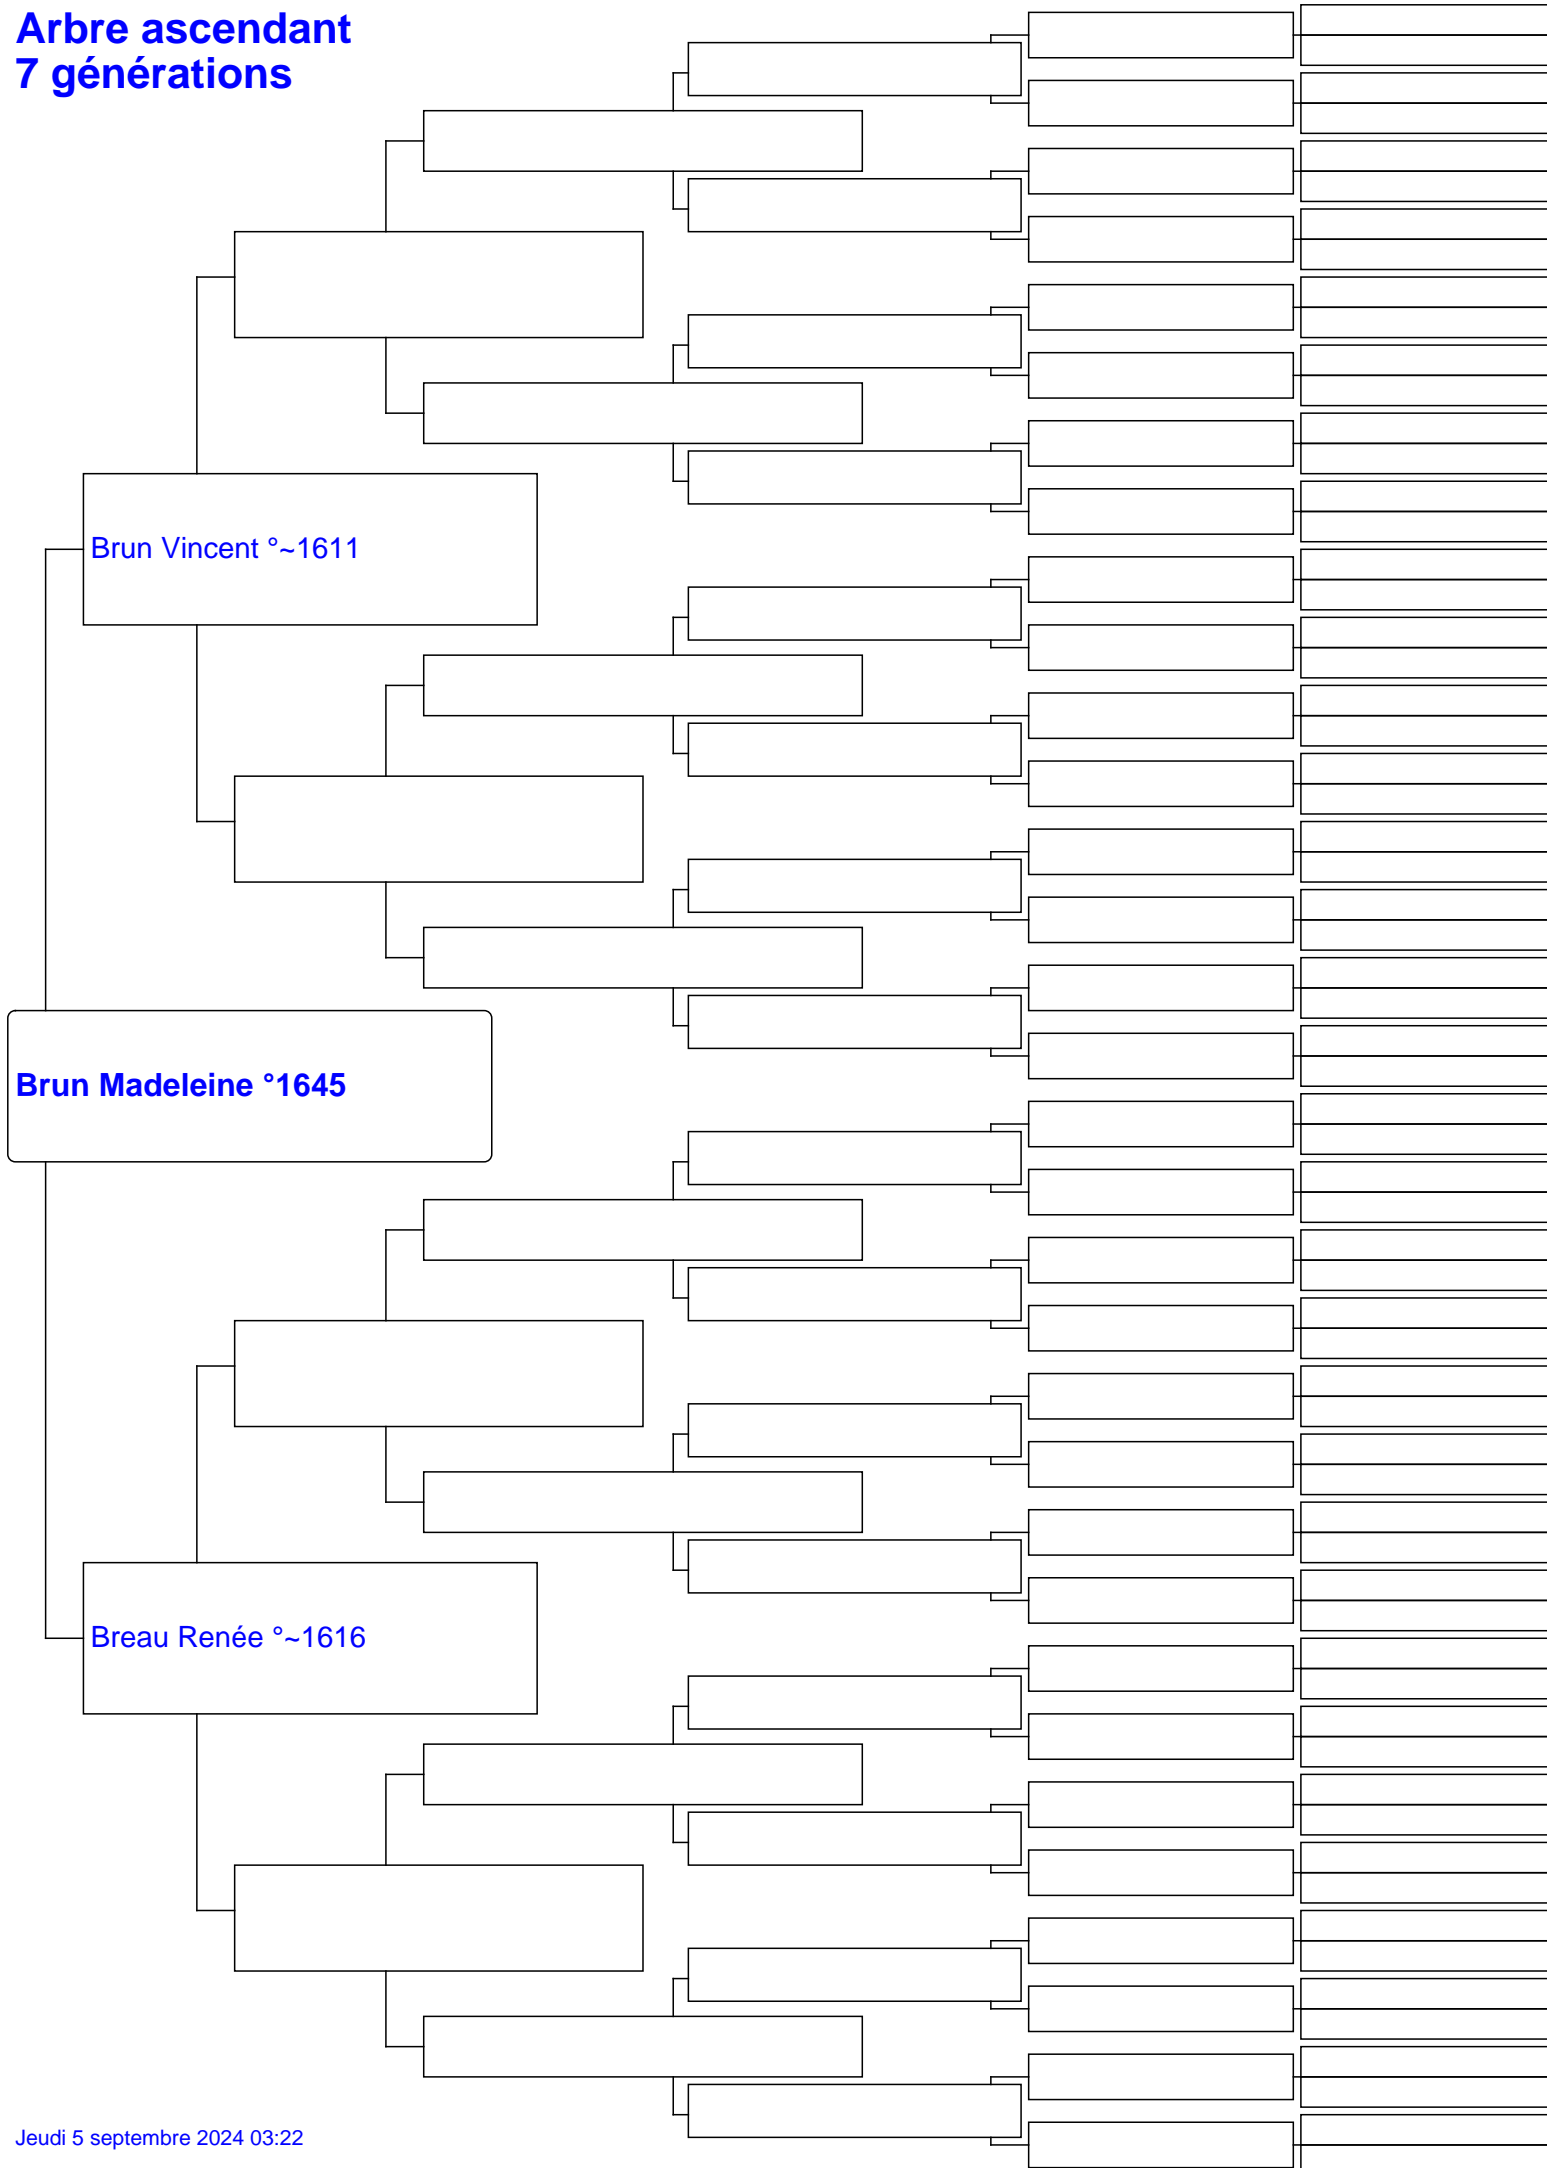 Arbre ascendant
7 générations
Brun Vincent °~1611
Brun Madeleine °1645
Breau Renée °~1616
Jeudi 5 septembre 2024 03:22